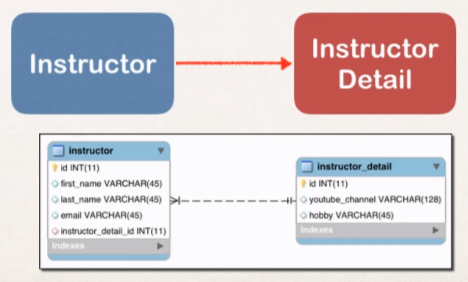 Instructor
Instructor
Detail
instructor
id INT(11)
first_name VARCHAR(45)
last_name VARCHAR(45)
email VARCHAR(45)
instructor_detail_id INT(11)
Indexes
instructor_detail
id INT(11)
youtube_channel VARCHAR(128)
hobby VARCHAR(45)
Indexes